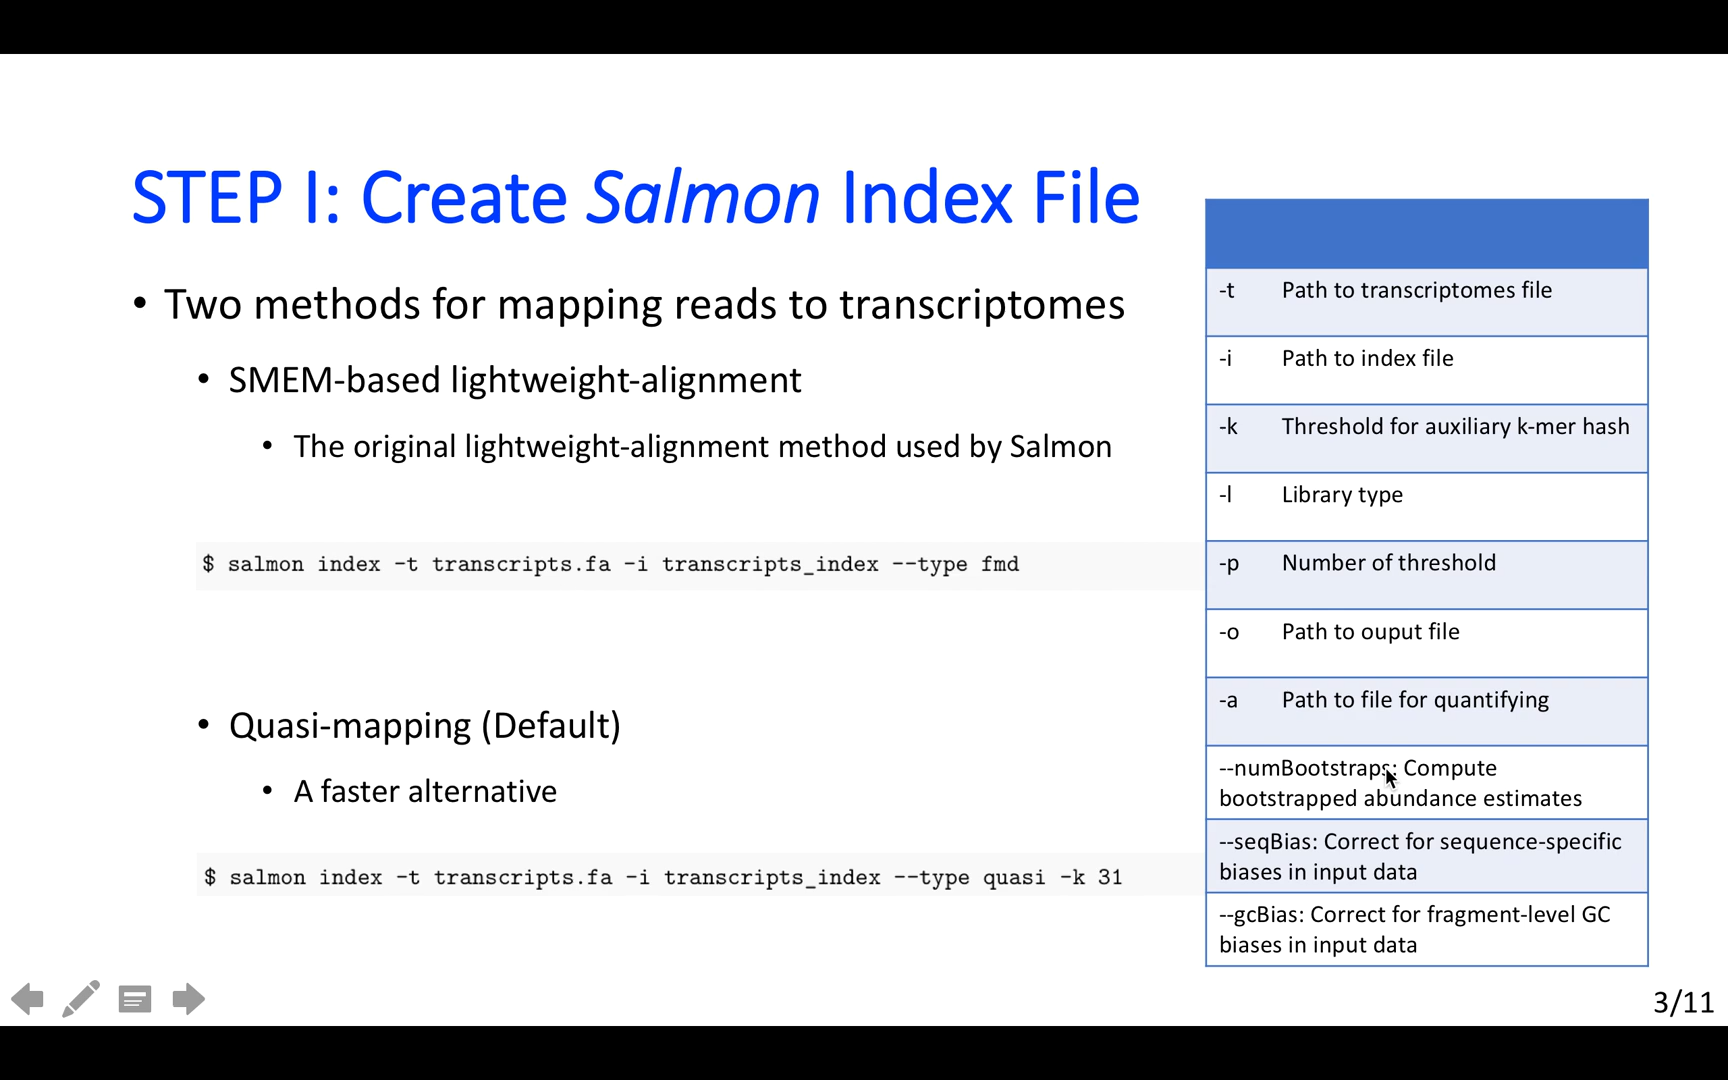 STEP I: Create Salmon Index File
• Two methods for mapping reads to transcriptomes
• SMEM-based lightweight-alignment
• The original lightweight-alignment method used by Salmon
$ salmon index -t transcripts.fa -i transcripts_index --type fmd
• Quasi-mapping (Default)
• A faster alternative
$ salmon index -t transcripts.fa -i transcripts_index --type quasi -k 31
-t Path to transcriptomes file
-i Path to index file
-k Threshold for auxiliary k-mer hash
-l Library type
-p Number of threshold
-o Path to ouput file
-a Path to file for quantifying
--numBootstraps: Compute
bootstrapped abundance estimates
--seqBias: Correct for sequence-specific
biases in input data
--gcBias: Correct for fragment-level GC
biases in input data
3/11